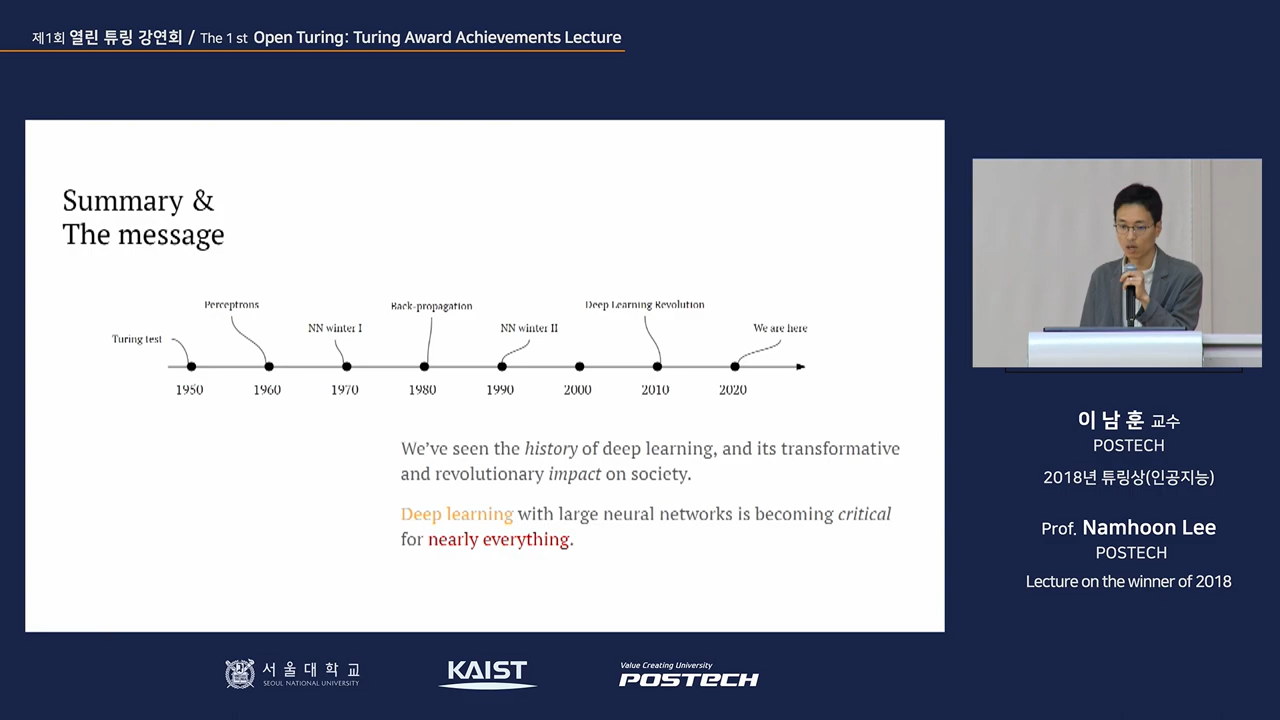 제1회 열린 튜링 강연회 / The 1 st Open Turing: Turing Award Achievements Lecture
Summary &
The message
Perceptrons
Back-propagation
Deep Learning Revolution
Turing test
NN winter I
NN winter II
We are here
1950 1960 1970 1980 1990 2000 2010 2020
We've seen the history of deep learning, and its transformative
and revolutionary impact on society.
Deep learning with large neural networks is becoming critical
for nearly everything.
이 남 훈 교수
POSTECH
2018년 튜링상(인공지능)
Prof. Namhoon Lee
POSTECH
Lecture on the winner of 2018
서울대학교
SEOUL NATIONAL UNIVERSITY
KAIST
Value Creating University
POSTECH